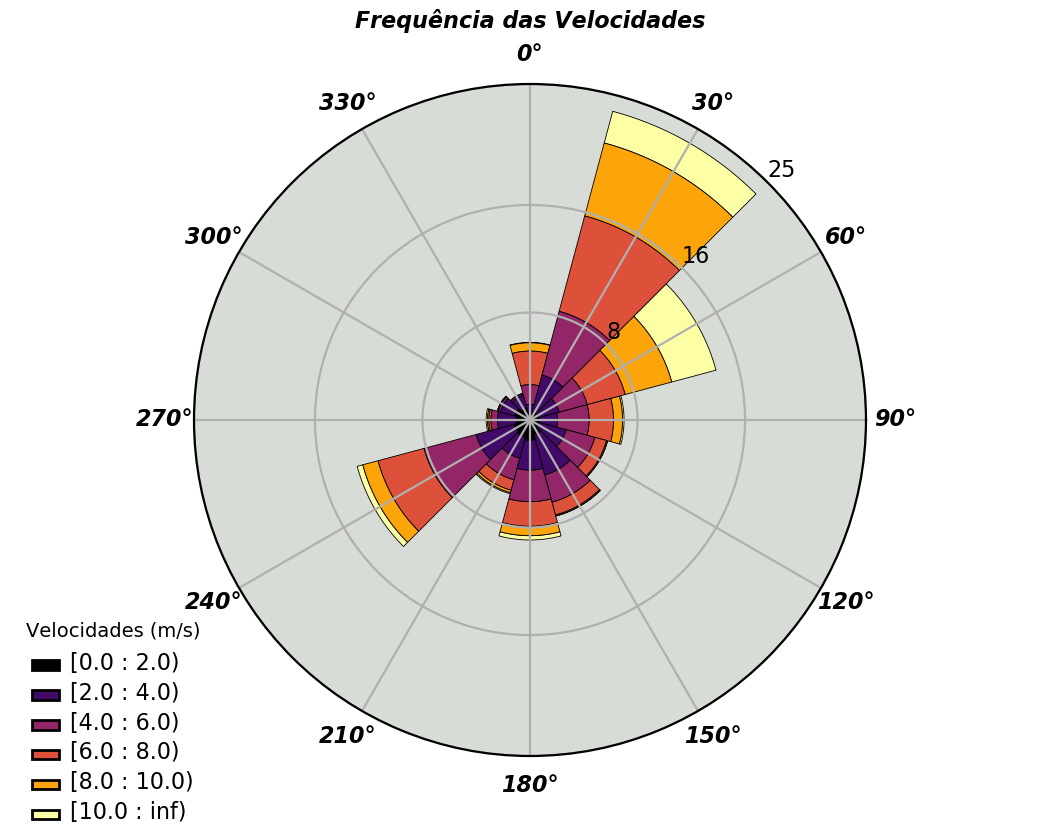 Frequência das Velocidades
0°
330°
30°
25
300°
60°
16
8
270°
90°
240°
120°
Velocidades (m/s)
[0.0 : 2.0)
[2.0 : 4.0)
[4.0 : 6.0)
210°
150°
[6.0 : 8.0)
180°
[8.0 : 10.0)
[10.0 : inf)